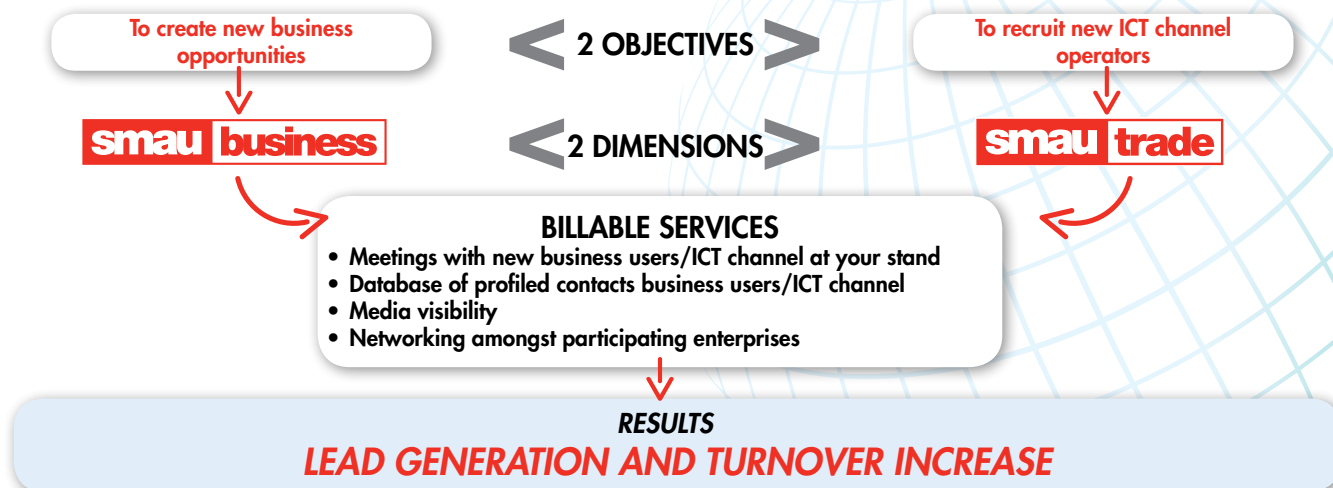 To create new business
opportunities
< 2 OBJECTIVES >
To recruit new ICT channel
operators
smau business
< 2 DIMENSIONS >
smau trade
BILLABLE SERVICES
• Meetings with new business users/ICT channel at your stand
• Database of profiled contacts business users/ICT channel
• Media visibility
• Networking amongst participating enterprises
RESULTS
LEAD GENERATION AND TURNOVER INCREASE